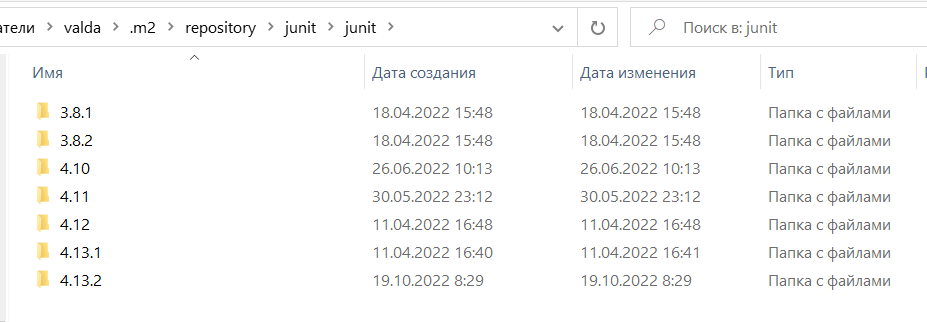 атели > valda > .m2 > repository > junit > junit >
Поиск в: junit
Имя Дата создания Дата изменения Тип
3.8.1 18.04.2022 15:48 18.04.2022 15:48 Папка с файлами
3.8.2 18.04.2022 15:48 18.04.2022 15:48 Папка с файлами
4.10 26.06.2022 10:13 26.06.2022 10:13 Папка с файлами
4.11 30.05.2022 23:12 30.05.2022 23:12 Папка с файлами
4.12 11.04.2022 16:48 11.04.2022 16:48 Папка с файлами
4.13.1 11.04.2022 16:40 11.04.2022 16:41 Папка с файлами
4.13.2 19.10.2022 8:29 19.10.2022 8:29 Папка с файлами